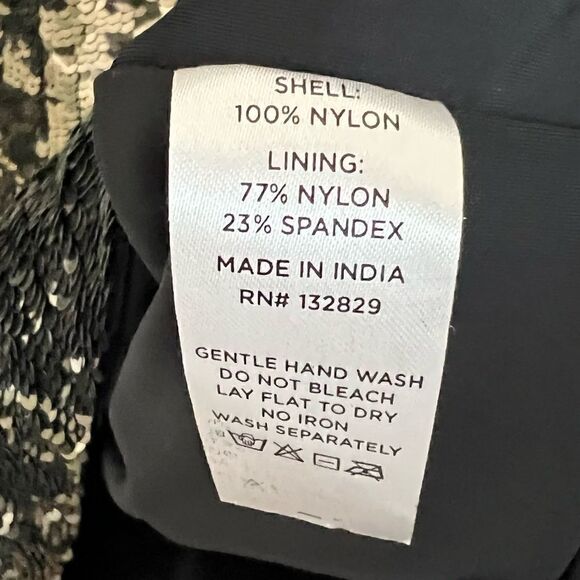 SHELL:
100% NYLON
LINING:
77% NYLON
23% SPANDEX
MADE IN INDIA
RN# 132829
GENTLE HAND WASH
DO NOT BLEACH
LAY FLAT TO DRY
NO IRON
WASH SEPARATELY